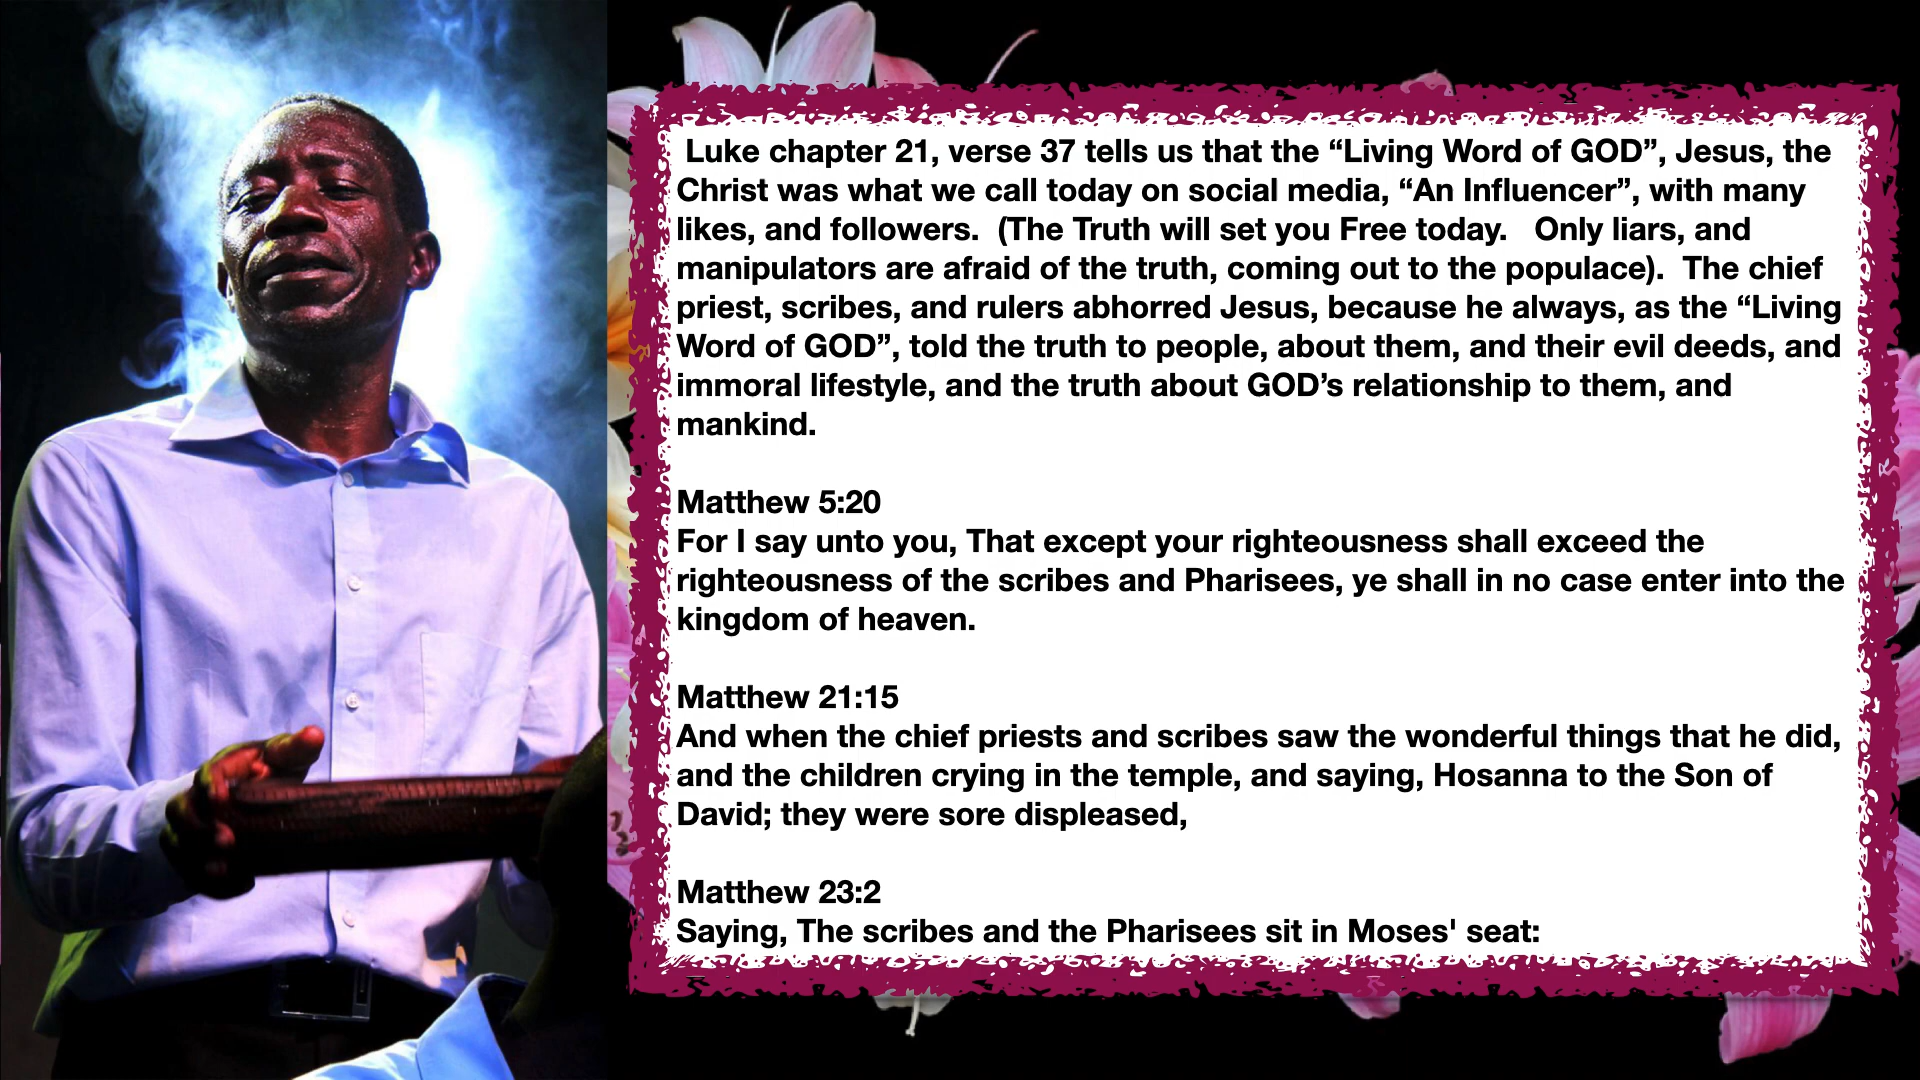 Luke chapter 21, verse 37 tells us that the “Living Word of GOD”, Jesus, the
Christ was what we call today on social media, “An Influencer”, with many
likes, and followers.  (The Truth will set you Free today.   Only liars, and
manipulators are afraid of the truth, coming out to the populace).  The chief
priest, scribes, and rulers abhorred Jesus, because he always, as the “Living
Word of GOD”, told the truth to people, about them, and their evil deeds, and
immoral lifestyle, and the truth about GOD’s relationship to them, and
mankind.
Matthew 5:20
For I say unto you, That except your righteousness shall exceed the
righteousness of the scribes and Pharisees, ye shall in no case enter into the
kingdom of heaven.
Matthew 21:15
And when the chief priests and scribes saw the wonderful things that he did,
and the children crying in the temple, and saying, Hosanna to the Son of
David; they were sore displeased,
Matthew 23:2
Saying, The scribes and the Pharisees sit in Moses' seat: